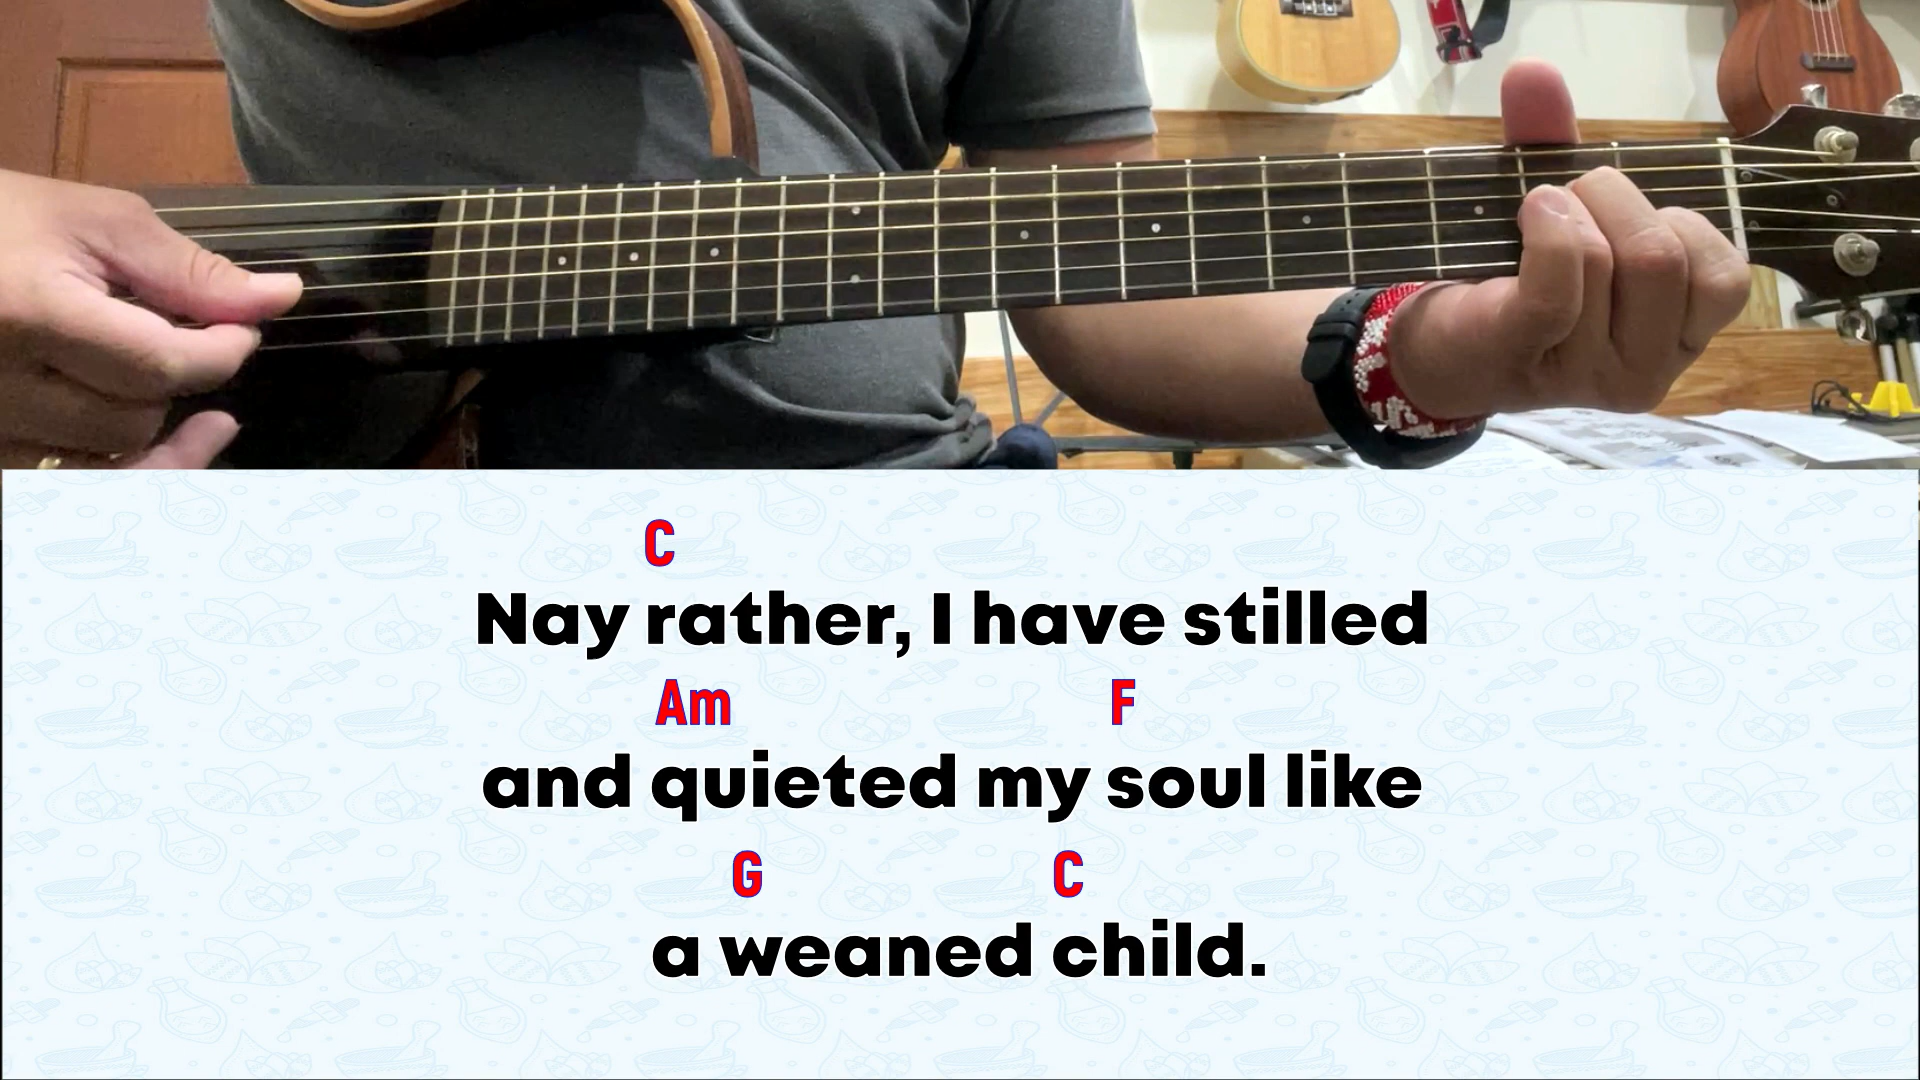 C
Nay rather, I have stilled
Am F
and quieted my soul like
G C
a weaned child.